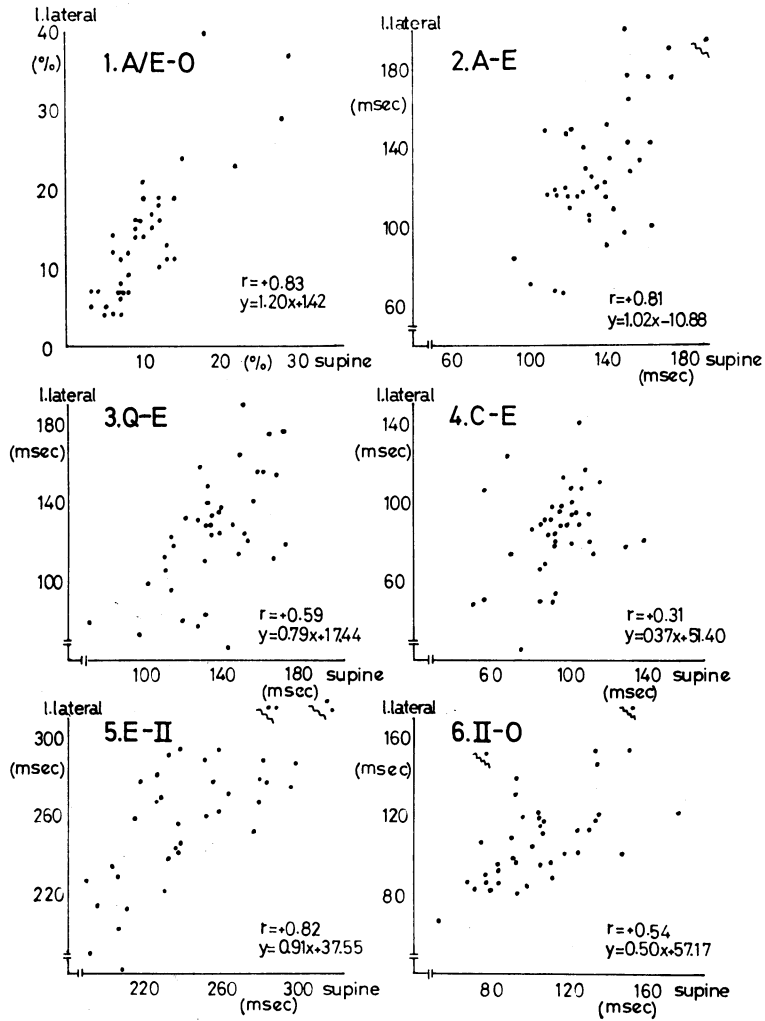 l.lateral
40
(%)
1.A/E-O
30
20
10
0
r=+0.83
y=1.20x+1.42
10
20
(%)
30
supine
l.lateral
180
(msec)
2.A-E
140
100
60
r=+0.81
y=1.02x-10.88
60
100
140
180
supine
(msec)
l.lateral
180
(msec)
3.Q-E
140
100
r=+0.59
y=0.79x+17.44
100
140
180
supine
(msec)
l.lateral
140
(msec)
4.C-E
100
60
r=+0.31
y=0.37x+51.40
60
100
140
supine
(msec)
l.lateral
300
(msec)
5.E-II
260
220
r=+0.82
y=0.91x+37.55
220
260
300
supine
(msec)
l.lateral
160
(msec)
6.II-O
120
80
r=+0.54
y=0.50x+57.17
80
120
160
supine
(msec)